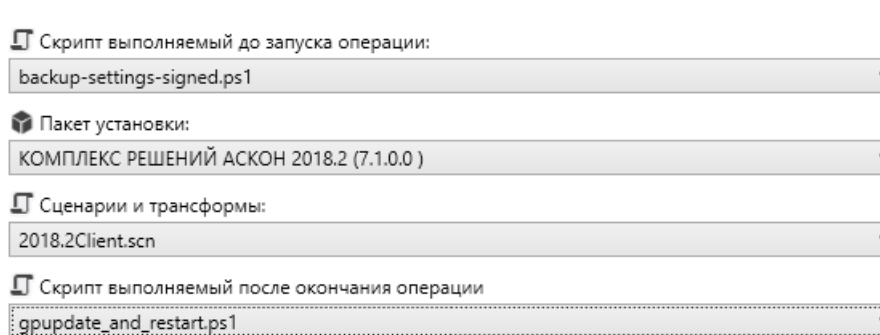 Скрипт выполняемый до запуска операции:
backup-settings-signed.ps1
Пакет установки:
КОМПЛЕКС РЕШЕНИЙ АСКОН 2018.2 (7.1.0.0 )
Сценарии и трансформы:
2018.2Client.scn
Скрипт выполняемый после окончания операции
gpupdate_and_restart.ps1